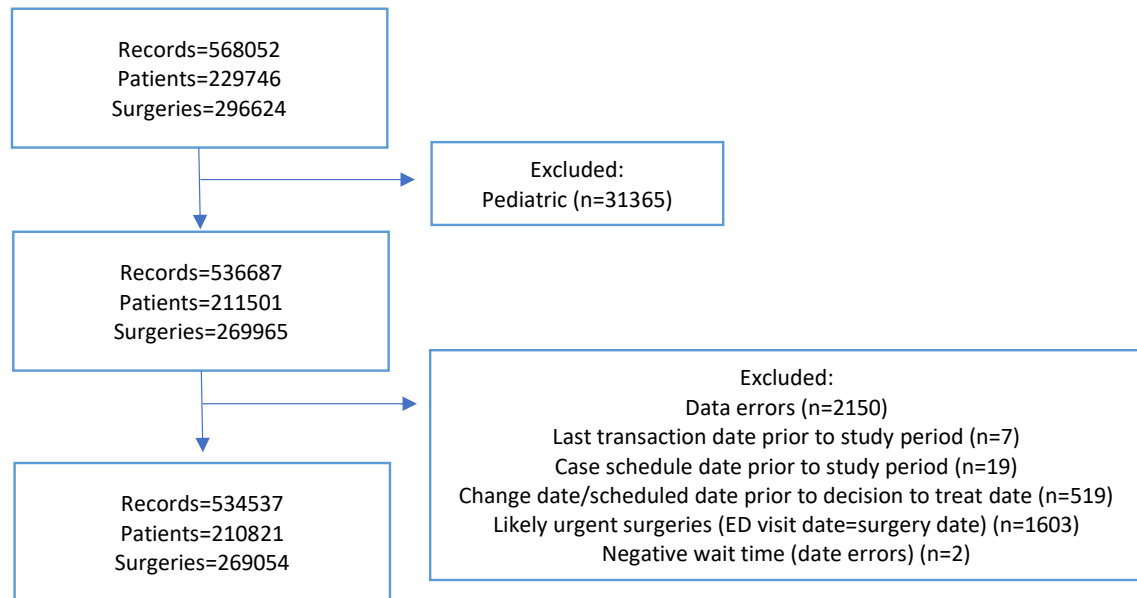 Records=568052
Patients=229746
Surgeries=296624
Excluded:
Pediatric (n=31365)
Records=536687
Patients=211501
Surgeries=269965
Excluded:
Data errors (n=2150)
Last transaction date prior to study period (n=7)
Case schedule date prior to study period (n=19)
Change date/scheduled date prior to decision to treat date (n=519)
Likely urgent surgeries (ED visit date=surgery date) (n=1603)
Negative wait time (date errors) (n=2)
Records=534537
Patients=210821
Surgeries=269054